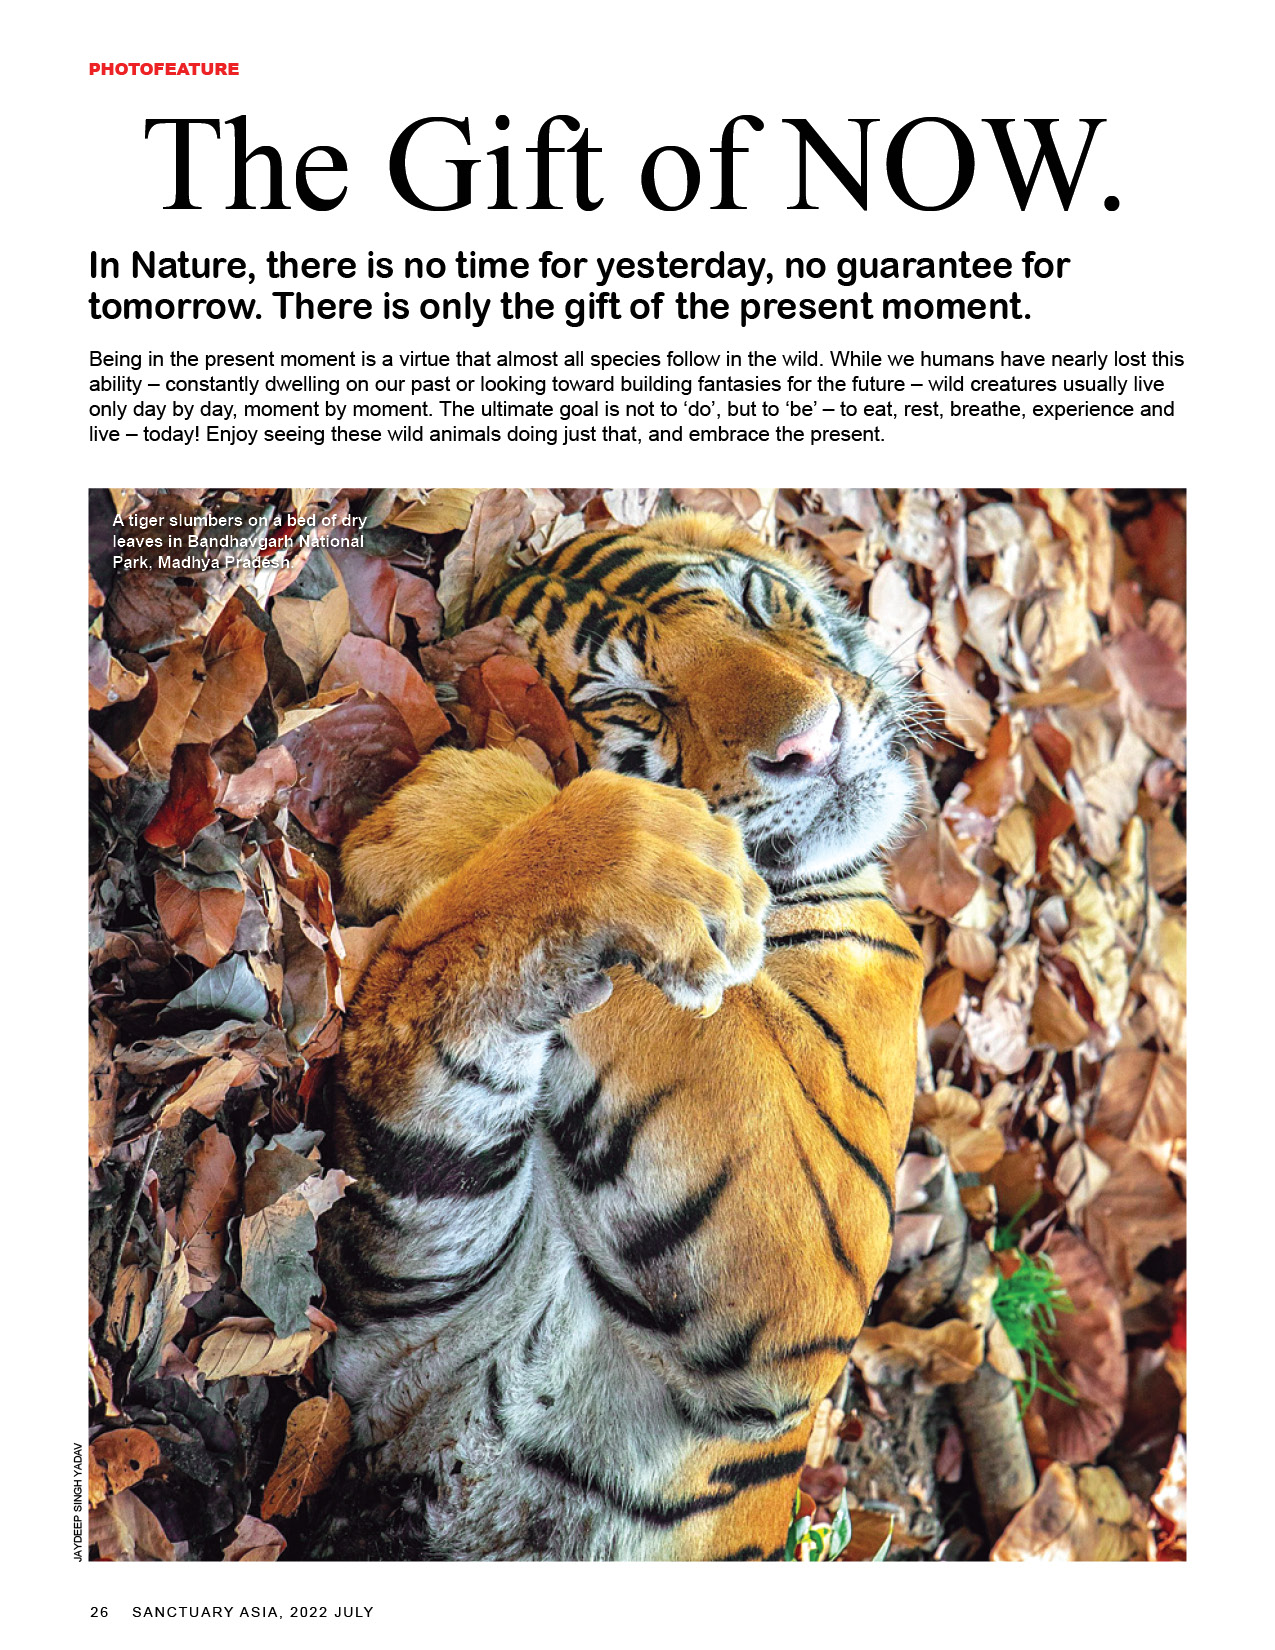 PHOTOFEATURE
The Gift of NOW.
In Nature, there is no time for yesterday, no guarantee for
tomorrow. There is only the gift of the present moment.
Being in the present moment is a virtue that almost all species follow in the wild. While we humans have nearly lost this
ability – constantly dwelling on our past or looking toward building fantasies for the future – wild creatures usually live
only day by day, moment by moment. The ultimate goal is not to ‘do’, but to ‘be’ – to eat, rest, breathe, experience and
live – today! Enjoy seeing these wild animals doing just that, and embrace the present.
A tiger slumbers on a bed of dry
leaves in Bandhavgarh National
Park, Madhya Pradesh.
JAYDEEP SINGH YADAV
26 SANCTUARY ASIA, 2022 JULY